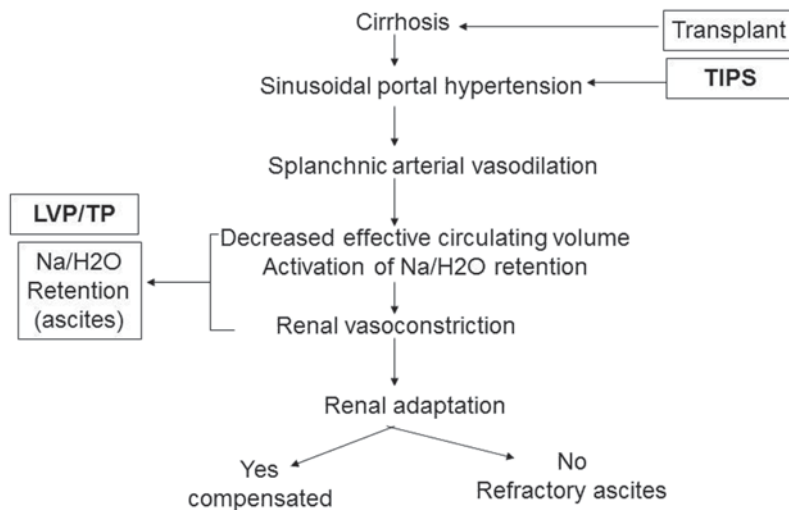 Cirrhosis
Transplant
Sinusoidal portal hypertension
TIPS
Splanchnic arterial vasodilation
LVP/TP
Decreased effective circulating volume
Activation of Na/H2O retention
Na/H2O
Retention
(ascites)
Renal vasoconstriction
Renal adaptation
Yes
compensated
No
Refractory ascites